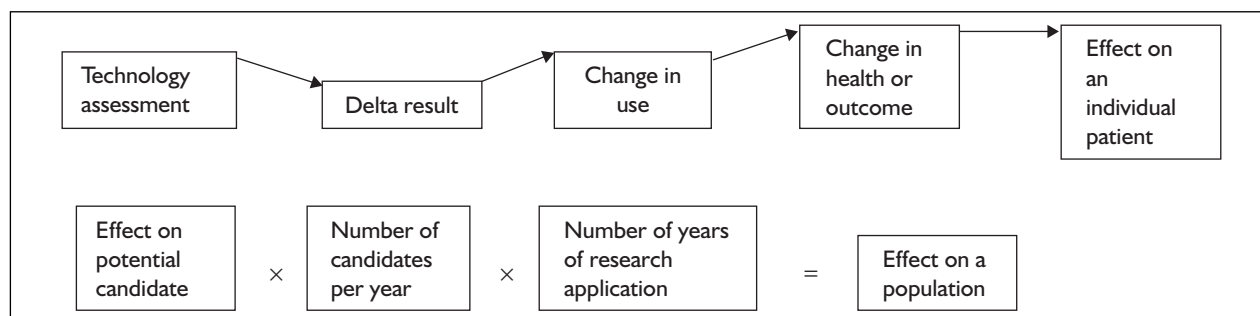 Technology
assessment
Delta result
Change in
use
Change in
health or
outcome
Effect on
an
individual
patient
Effect on
potential
candidate
×
Number of
candidates
per year
×
Number of years
of research
application
=
Effect on a
population